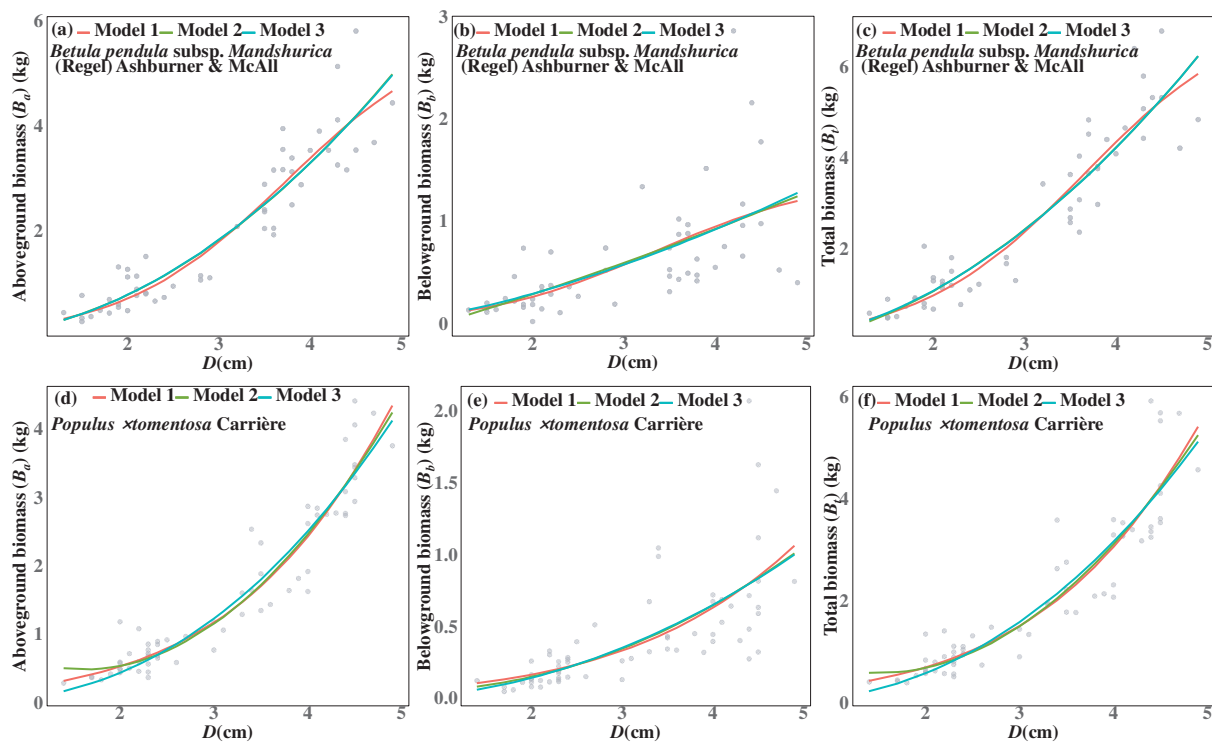 (a) Model 1 Model 2 Model 3
Betula pendula subsp. Mandshurica
(Regel) Ashburner & McAll
Aboveground biomass (Ba) (kg)
6
4
2
2 3 4 5
D(cm)
(b) Model 1 Model 2 Model 3
Betula pendula subsp. Mandshurica
(Regel) Ashburner & McAll
Belowground biomass (Bb) (kg)
3
2
1
0
2 3 4 5
D(cm)
(c) Model 1 Model 2 Model 3
Betula pendula subsp. Mandshurica
(Regel) Ashburner & McAll
Total biomass (Bt) (kg)
6
4
2
2 3 4 5
D(cm)
(d) Model 1 Model 2 Model 3
Populus ×tomentosa Carrière
Aboveground biomass (Ba) (kg)
4
3
2
1
0
2 3 4 5
D(cm)
(e) Model 1 Model 2 Model 3
Populus ×tomentosa Carrière
Belowground biomass (Bb) (kg)
2.0
1.5
1.0
0.5
0.0
2 3 4 5
D(cm)
(f) Model 1 Model 2 Model 3
Populus ×tomentosa Carrière
Total biomass (Bt) (kg)
6
4
2
0
2 3 4 5
D(cm)